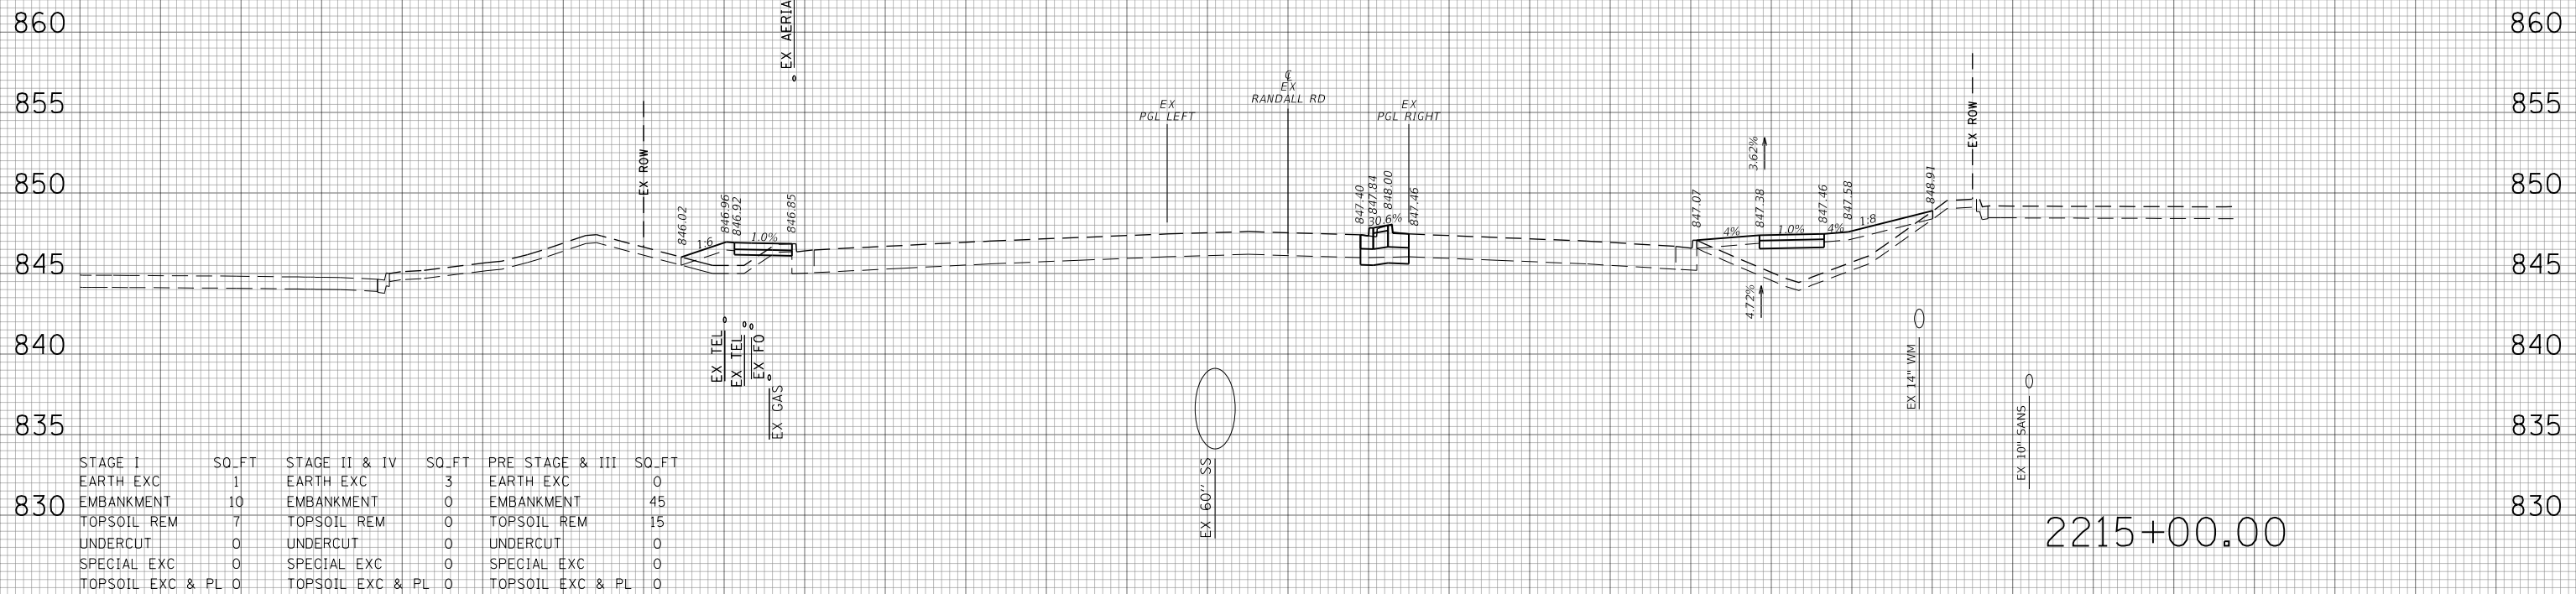 860
855
850
845
840
835
830
EX ROW
EX AERIA
846.02
846.96
846.92
846.85
1:6
1.0%
EX TEL
EX TEL
EX FO
EX GAS
EX
PGL LEFT
℄
EX
RANDALL RD
EX
PGL RIGHT
847.40
847.84
848.00
847.46
30.6%
EX 60'' SS
847.07
847.38
847.46
847.58
848.91
4%
1.0%
4%
1:8
3.62%
4.72%
EX ROW
EX 14" WM
EX 10" SANS
860
855
850
845
840
835
830
STAGE I SQ_FT STAGE II & IV SQ_FT PRE STAGE & III SQ_FT
EARTH EXC 1 EARTH EXC 3 EARTH EXC 0
EMBANKMENT 10 EMBANKMENT 0 EMBANKMENT 45
TOPSOIL REM 7 TOPSOIL REM 0 TOPSOIL REM 15
UNDERCUT 0 UNDERCUT 0 UNDERCUT 0
SPECIAL EXC 0 SPECIAL EXC 0 SPECIAL EXC 0
TOPSOIL EXC & PL 0 TOPSOIL EXC & PL 0 TOPSOIL EXC & PL 0
2215+00.00